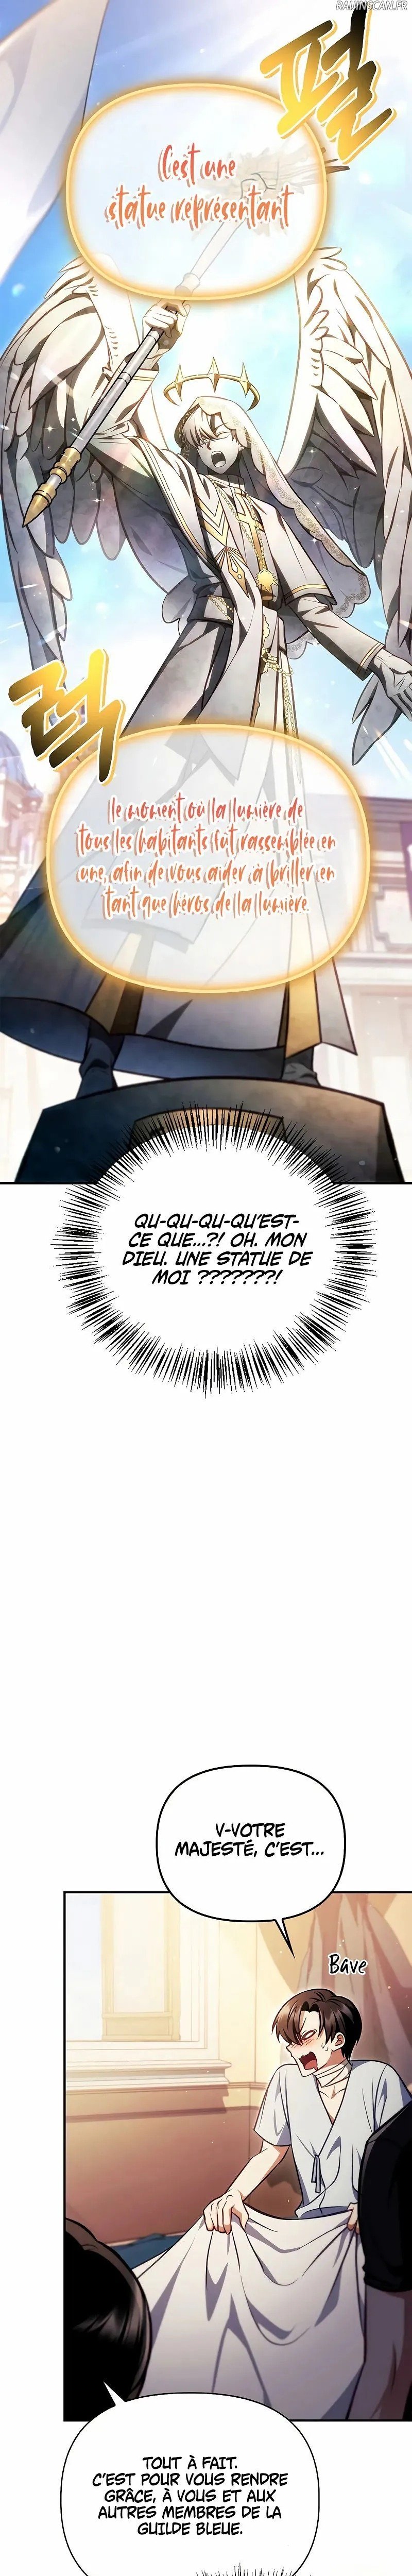 RAIJINSCAN.FR
펄
C'est une
statue représentant
럭
le moment où la lumière de
tous les habitants fut rassemblée en
une, afin de vous aider à briller en
tant que héros de la lumière.
QU-QU-QU-QU'EST-
CE QUE...?! OH. MON
DIEU. UNE STATUE DE
MOI ???????!
V-VOTRE
MAJESTÉ, C'EST...
Bave
TOUT À FAIT.
C'EST POUR VOUS RENDRE
GRÂCE, À VOUS ET AUX
AUTRES MEMBRES DE LA
GUILDE BLEUE.